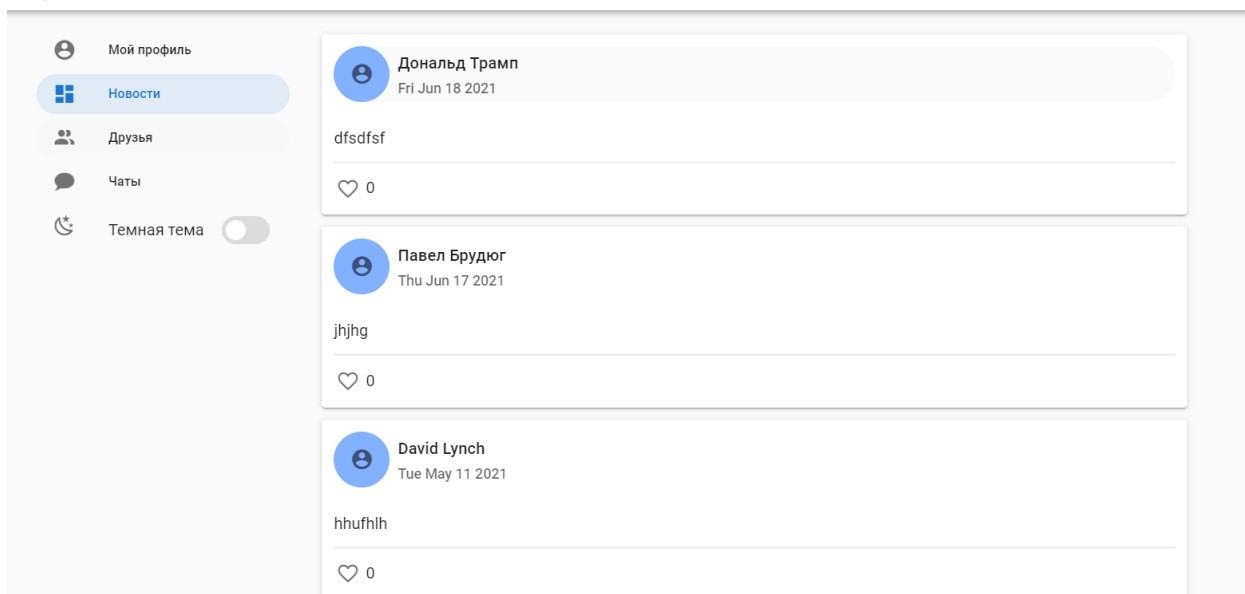 Мой профиль
Новости
Друзья
Чаты
Темная тема
Дональд Трамп
Fri Jun 18 2021
dfsdfsf
0
Павел Брудюг
Thu Jun 17 2021
jhjhg
0
David Lynch
Tue May 11 2021
hhufhlh
0